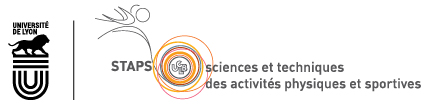 UNIVERSITÉ
DE LYON
STAPS
sciences et techniques
des activités physiques et sportives